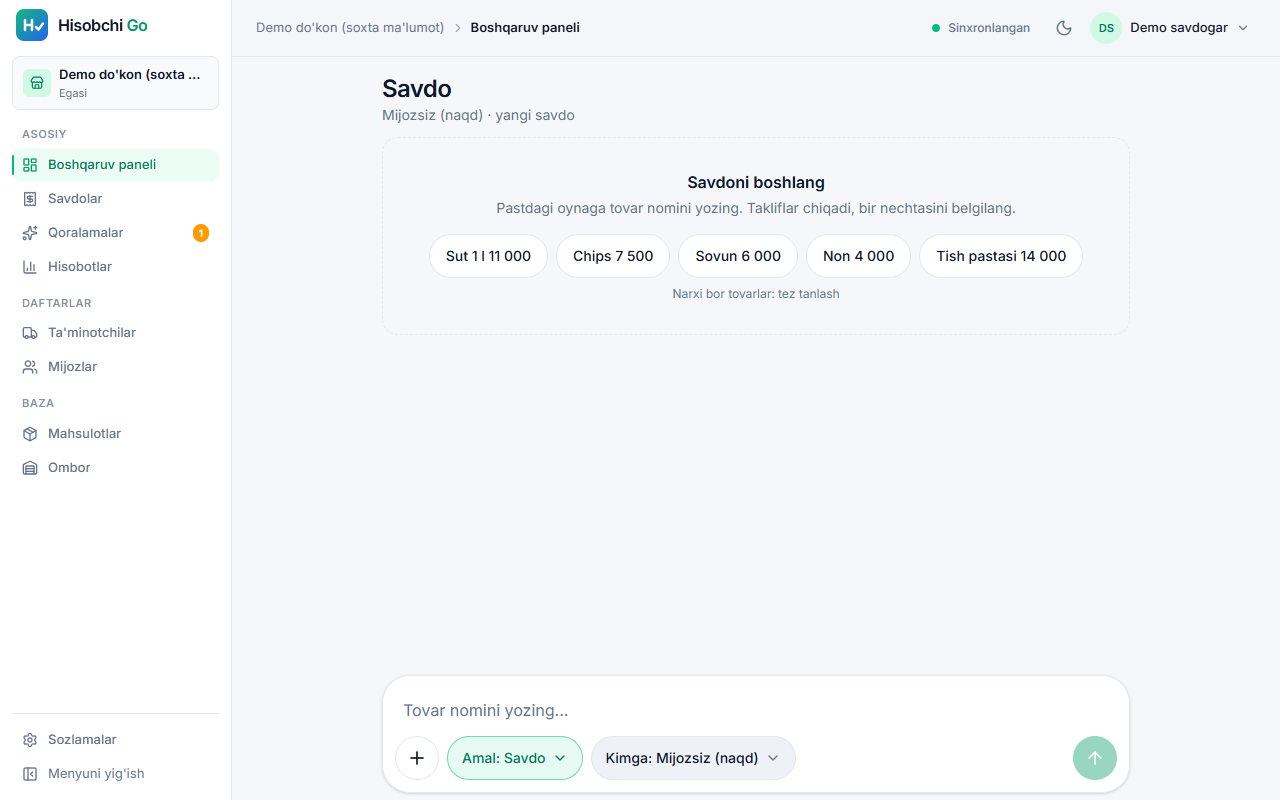 Hisobchi Go
Demo do'kon (soxta ...
Egasi
ASOSIY
Boshqaruv paneli
Savdolar
Qoralamalar 1
Hisobotlar
DAFTARLAR
Ta'minotchilar
Mijozlar
BAZA
Mahsulotlar
Ombor
Sozlamalar
Menyuni yig'ish
Demo do'kon (soxta ma'lumot) > Boshqaruv paneli
Sinxronlangan
DS Demo savdogar
Savdo
Mijozsiz (naqd) · yangi savdo
Savdoni boshlang
Pastdagi oynaga tovar nomini yozing. Takliflar chiqadi, bir nechtasini belgilang.
Sut 1 l 11 000 Chips 7 500 Sovun 6 000 Non 4 000 Tish pastasi 14 000
Narxi bor tovarlar: tez tanlash
Tovar nomini yozing...
Amal: Savdo Kimga: Mijozsiz (naqd)